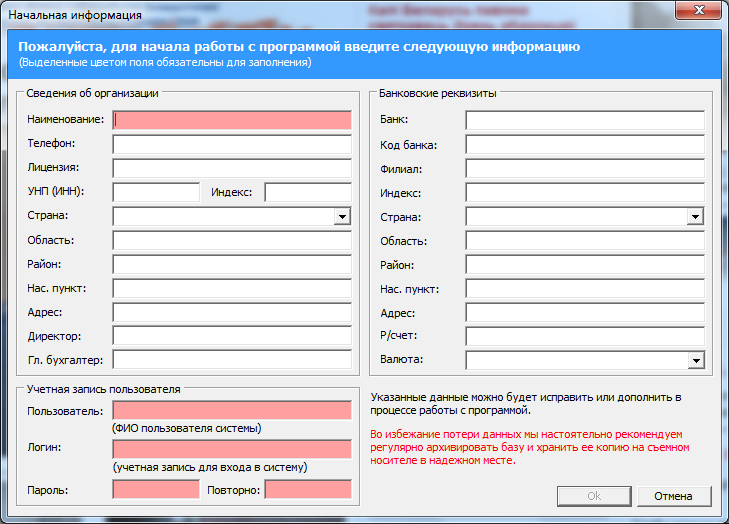 Начальная информация
Пожалуйста, для начала работы с программой введите следующую информацию
(Выделенные цветом поля обязательны для заполнения)
Сведения об организации
Наименование:
Телефон:
Лицензия:
УНП (ИНН): Индекс:
Страна:
Область:
Район:
Нас. пункт:
Адрес:
Директор:
Гл. бухгалтер:
Банковские реквизиты
Банк:
Код банка:
Филиал:
Индекс:
Страна:
Область:
Район:
Нас. пункт:
Адрес:
Р/счет:
Валюта:
Учетная запись пользователя
Пользователь:
(ФИО пользователя системы)
Логин:
(учетная запись для входа в систему)
Пароль: Повторно:
Указанные данные можно будет исправить или дополнить в
процессе работы с программой.
Во избежание потери данных мы настоятельно рекомендуем
регулярно архивировать базу и хранить ее копию на съемном
носителе в надежном месте.
Ok Отмена